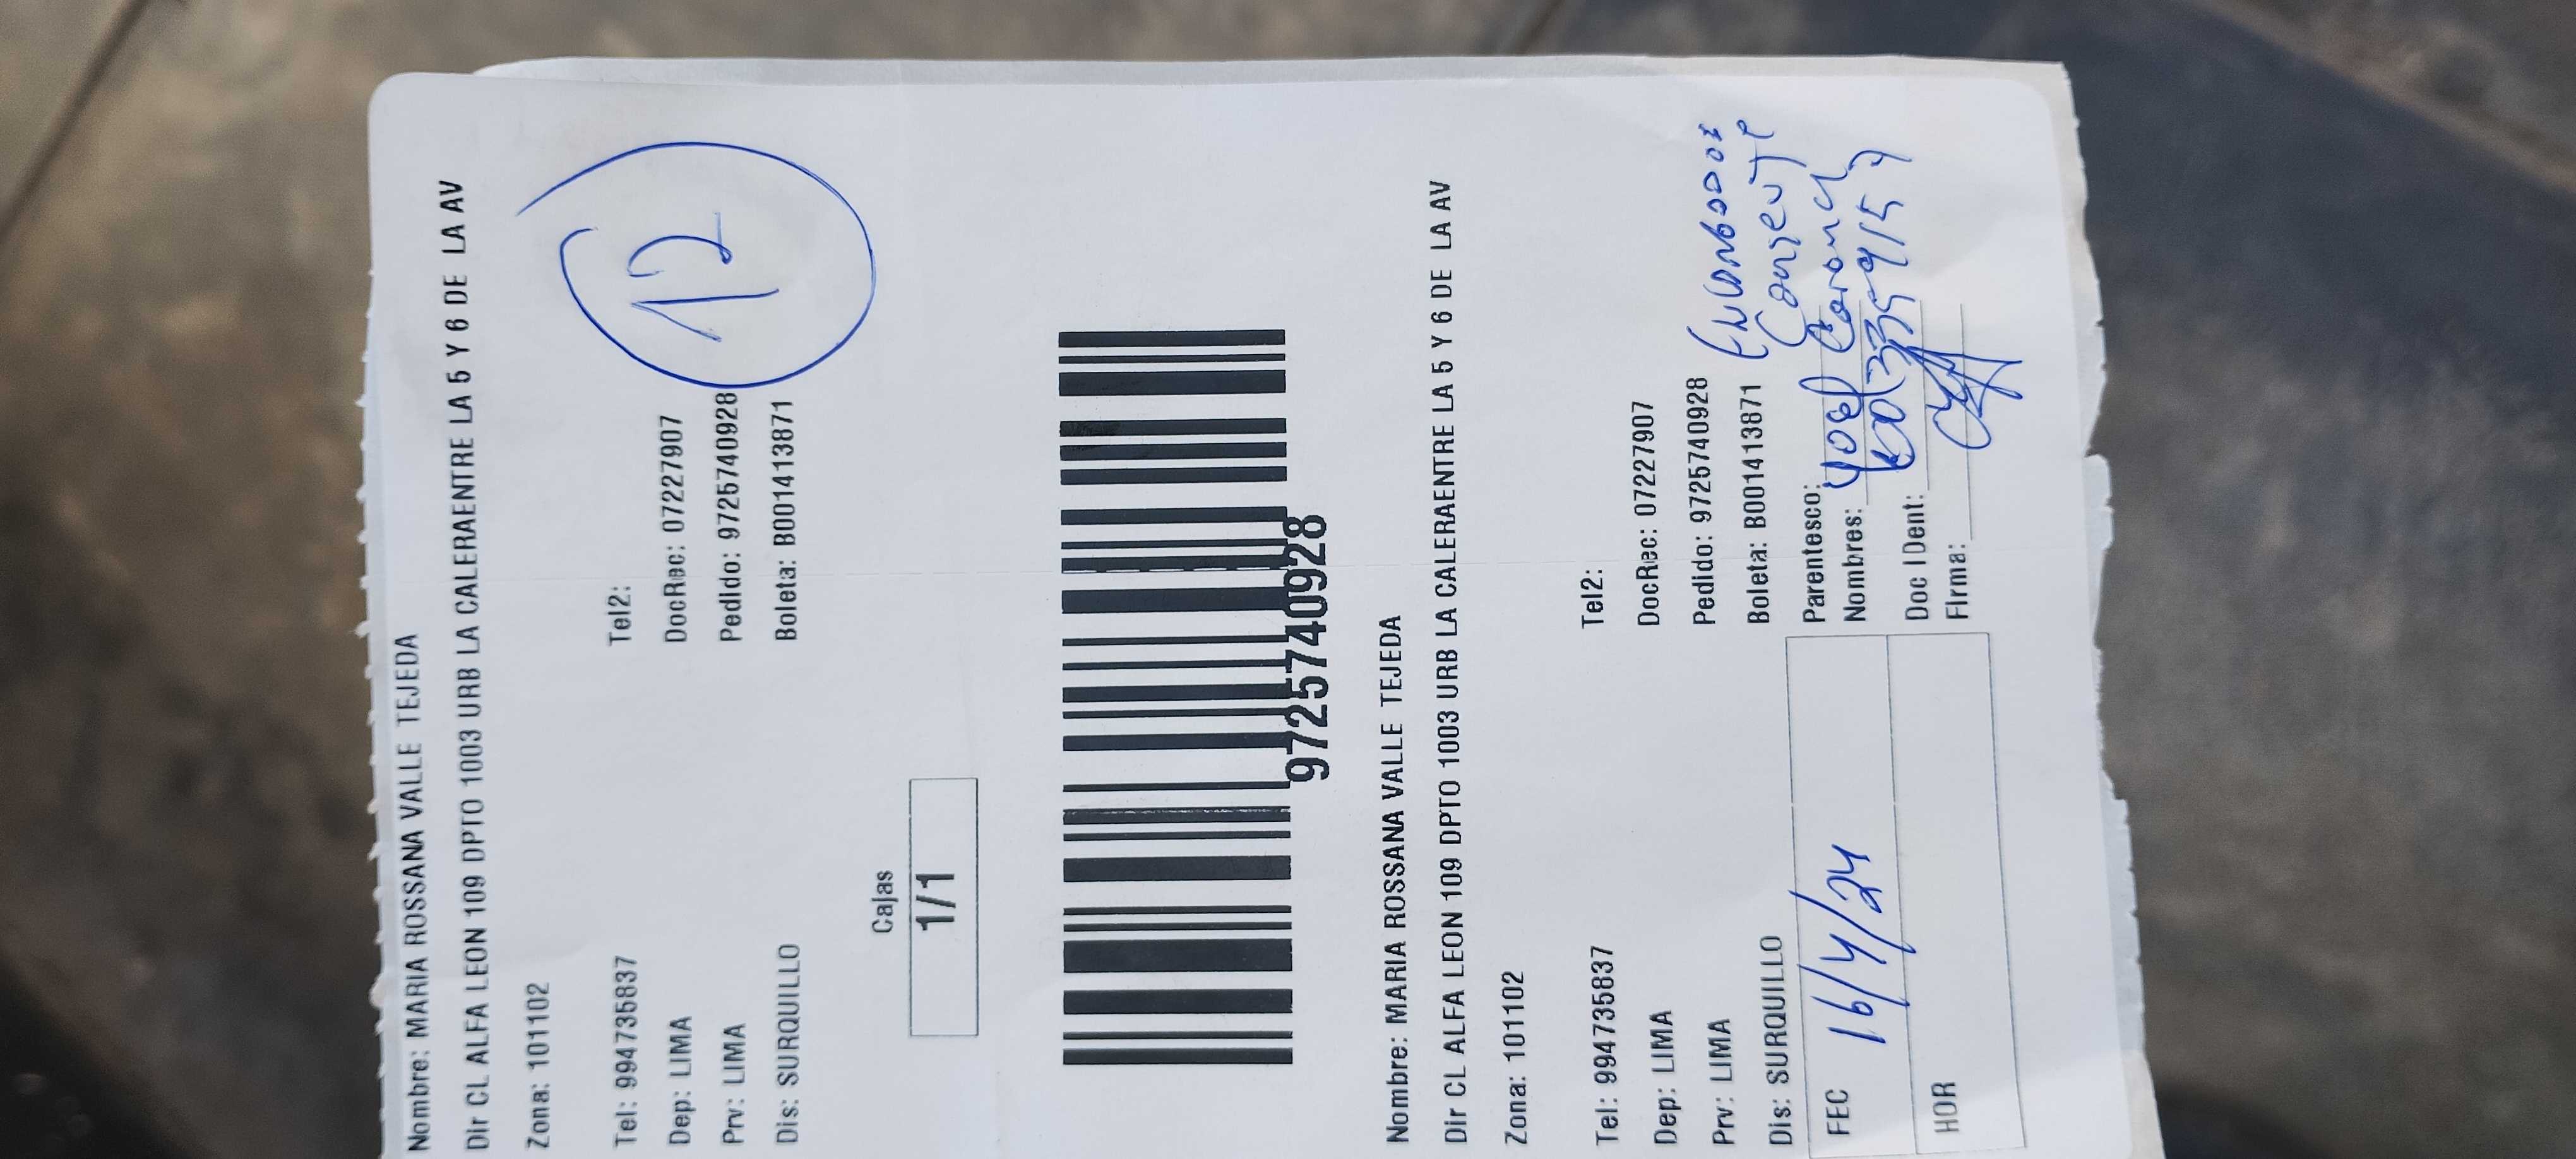 Nombre: MARIA ROSSANA VALLE TEJEDA
Dir CL ALFA LEON 109 DPTO 1003 URB LA CALERAENTRE LA 5 Y 6 DE LA AV
Zona: 101102
12
Tel: 994735837 Tel2:
Dep: LIMA DocRec: 07227907
Prv: LIMA Pedido: 9725740928
Dis: SURQUILLO Boleta: B001413871
Cajas
1/1
9725740928
Nombre: MARIA ROSSANA VALLE TEJEDA
Dir CL ALFA LEON 109 DPTO 1003 URB LA CALERAENTRE LA 5 Y 6 DE LA AV
Zona: 101102
Tel: 994735837 Tel2:
Dep: LIMA DocRec: 07227907
Prv: LIMA Pedido: 9725740928
Dis: SURQUILLO Boleta: B001413871
Conserje
FEC 16/4/24 Parentesco:
Nombres:
HOR Doc IDent:
Firma: